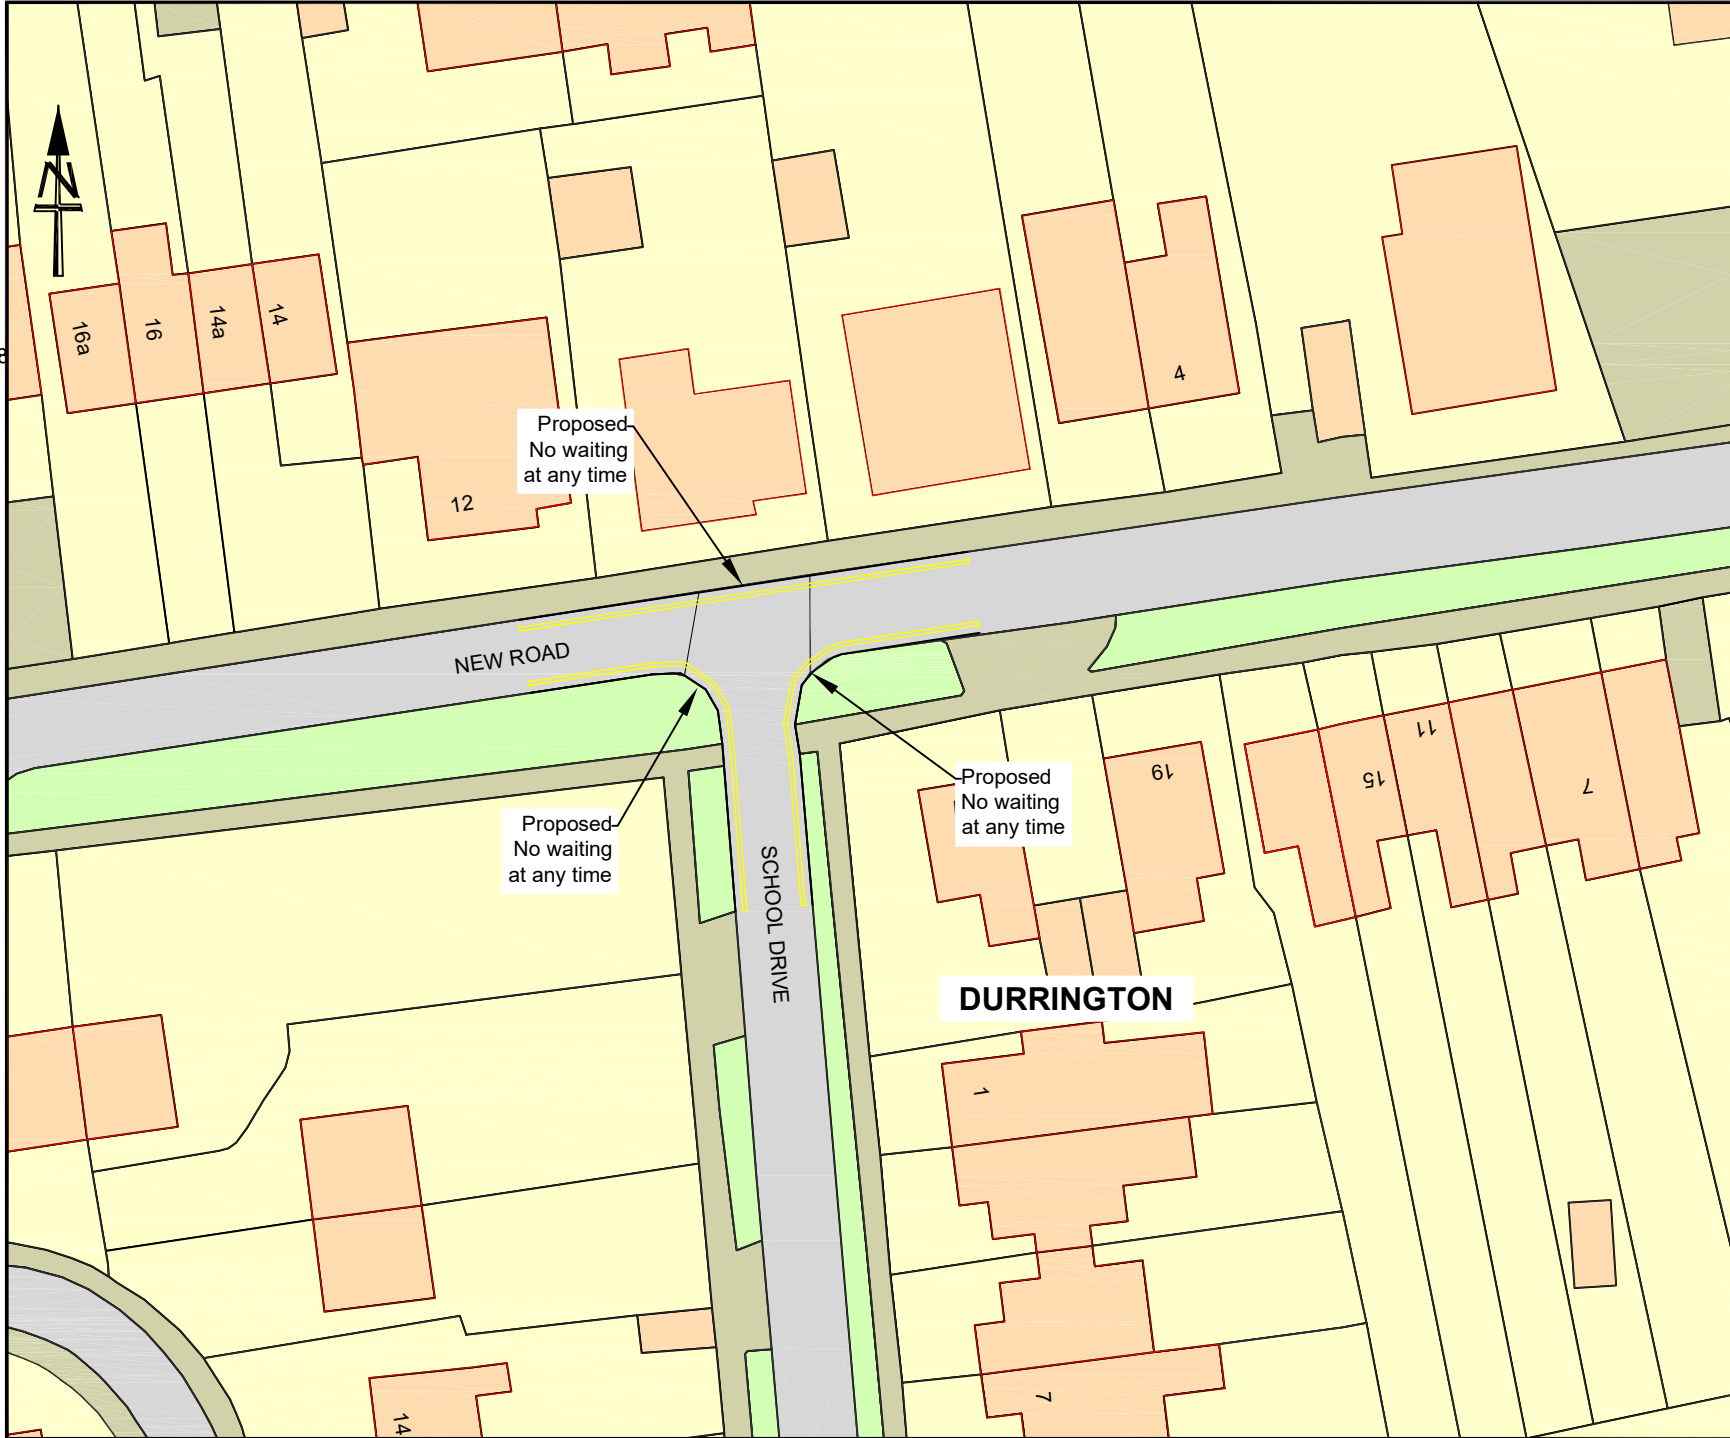 N
16a
16
14a
14
8
4
12
Proposed
No waiting
at any time
NEW ROAD
Proposed
No waiting
at any time
Proposed
No waiting
at any time
19
15
11
7
SCHOOL DRIVE
DURRINGTON
1
7
14